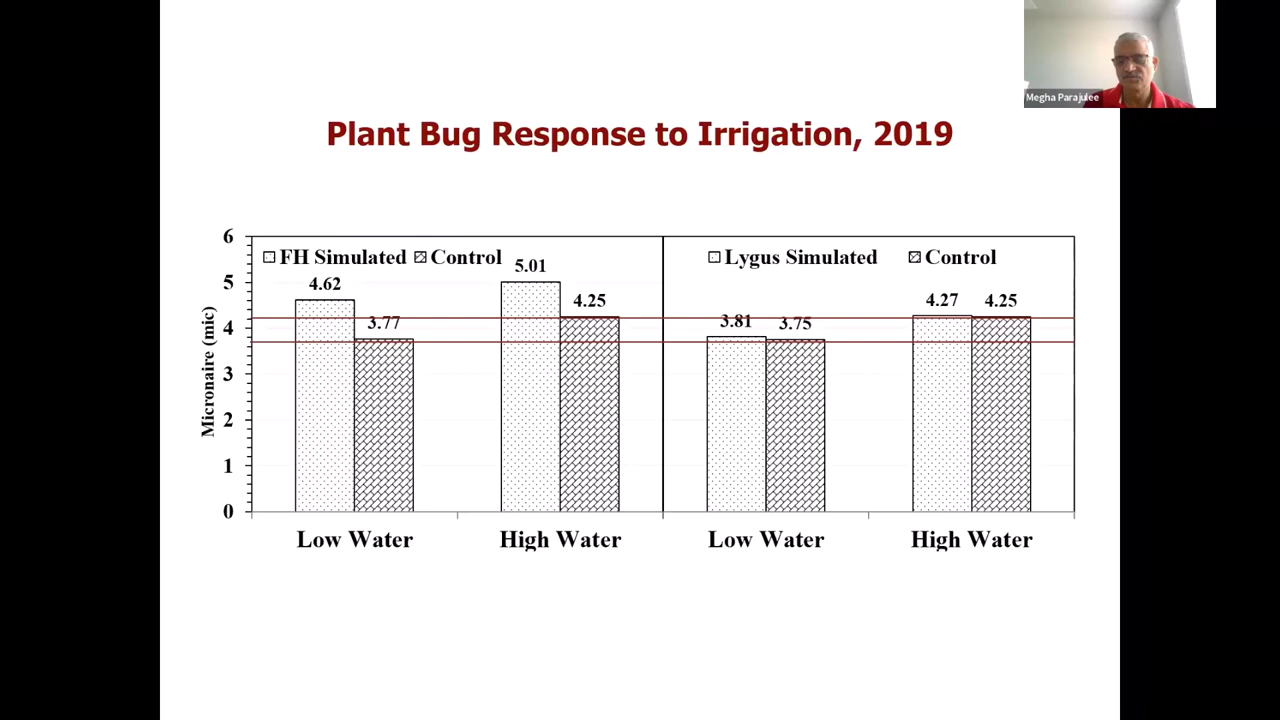 Megha Parajulee
Plant Bug Response to Irrigation, 2019
Micronaire (mic)
6
5
4
3
2
1
0
FH Simulated Control
4.62
3.77
5.01
4.25
Lygus Simulated Control
3.81
3.75
4.27
4.25
Low Water High Water Low Water High Water